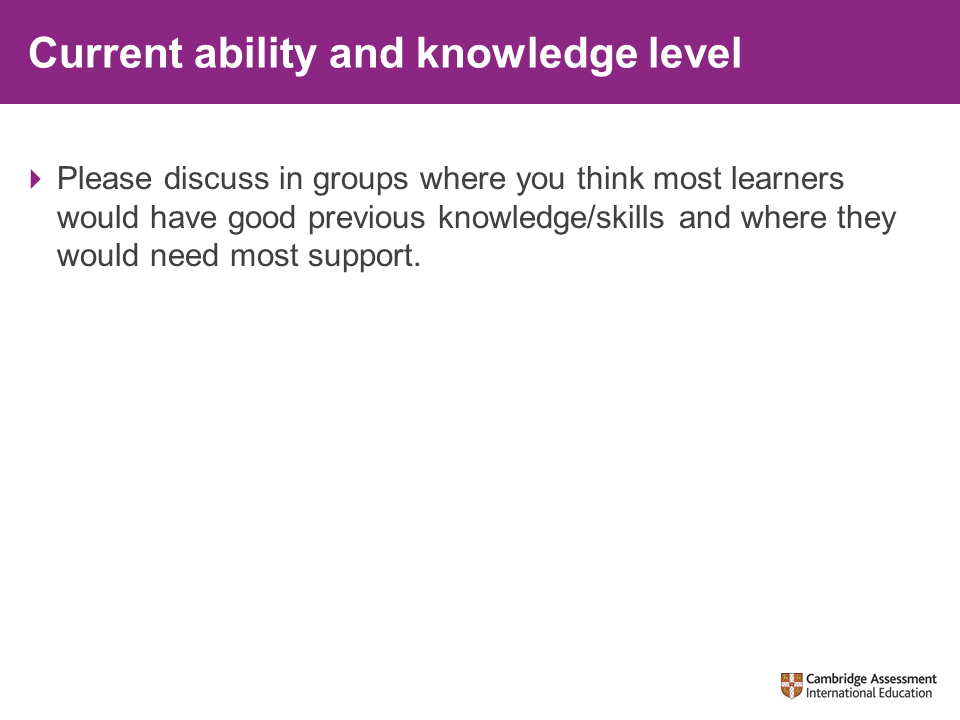 Current ability and knowledge level
Please discuss in groups where you think most learners
would have good previous knowledge/skills and where they
would need most support.
Cambridge Assessment
International Education